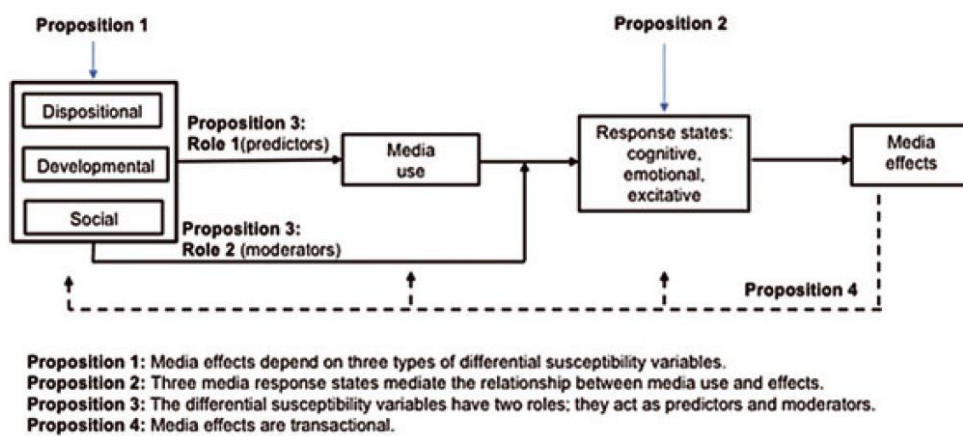 Proposition 1
Proposition 2
Dispositional
Developmental
Social
Proposition 3:
Role 1(predictors)
Media
use
Response states:
cognitive,
emotional,
excitative
Media
effects
Proposition 3:
Role 2 (moderators)
Proposition 4
Proposition 1: Media effects depend on three types of differential susceptibility variables.
Proposition 2: Three media response states mediate the relationship between media use and effects.
Proposition 3: The differential susceptibility variables have two roles; they act as predictors and moderators.
Proposition 4: Media effects are transactional.